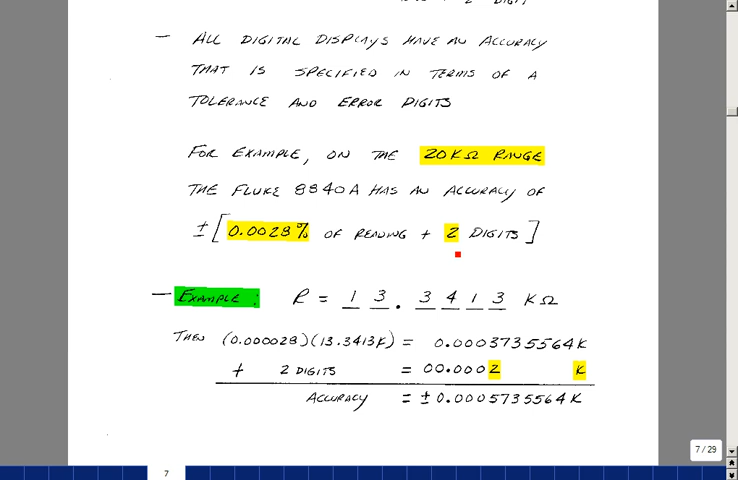 — ALL DIGITAL DISPLAYS HAVE AN ACCURACY
THAT IS SPECIFIED IN TERMS OF A
TOLERANCE AND ERROR DIGITS
FOR EXAMPLE, ON THE 20KΩ RANGE
THE FLUKE 8840A HAS AN ACCURACY OF
±[0.0028% OF READING + 2 DIGITS]
— EXAMPLE: R = 1 3 . 3 4 1 3 KΩ
THEN (0.000028)(13.3413K) = 0.0003735564K
+ 2 DIGITS = 00.0002 K
ACCURACY = ±0.0005735564K
7 / 29
7